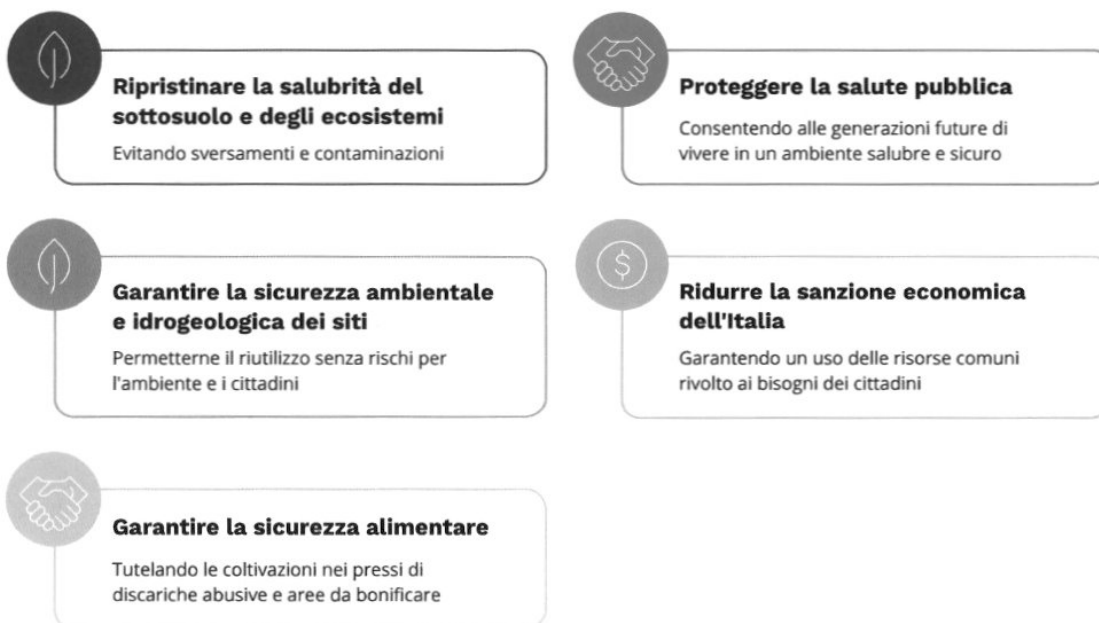 Ripristinare la salubrità del
sottosuolo e degli ecosistemi
Evitando sversamenti e contaminazioni
Proteggere la salute pubblica
Consentendo alle generazioni future di
vivere in un ambiente salubre e sicuro
Garantire la sicurezza ambientale
e idrogeologica dei siti
Permetterne il riutilizzo senza rischi per
l'ambiente e i cittadini
$
Ridurre la sanzione economica
dell'Italia
Garantendo un uso delle risorse comuni
rivolto ai bisogni dei cittadini
Garantire la sicurezza alimentare
Tutelando le coltivazioni nei pressi di
discariche abusive e aree da bonificare